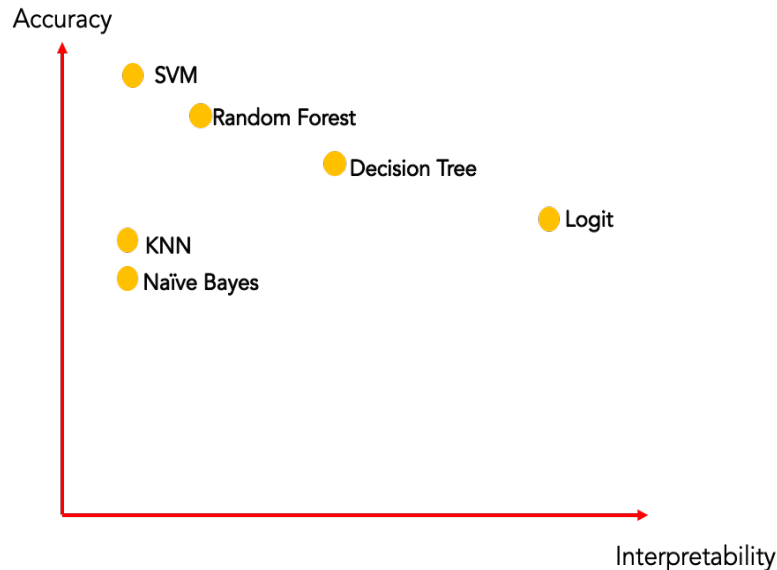 Accuracy
SVM
Random Forest
Decision Tree
Logit
KNN
Naïve Bayes
Interpretability